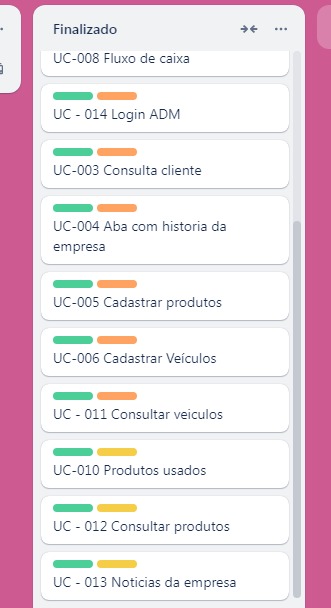 Finalizado
UC-008 Fluxo de caixa
UC - 014 Login ADM
UC-003 Consulta cliente
UC-004 Aba com historia da
empresa
UC-005 Cadastrar produtos
UC-006 Cadastrar Veículos
UC - 011 Consultar veiculos
UC-010 Produtos usados
UC - 012 Consultar produtos
UC - 013 Noticias da empresa